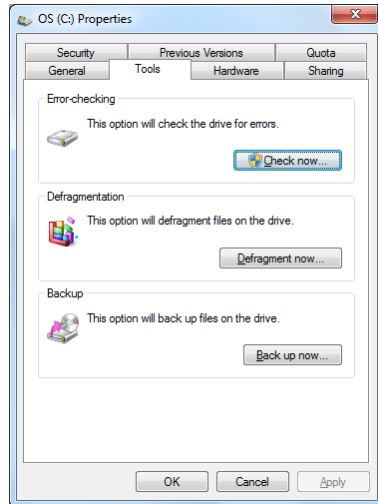 OS (C:) Properties
Security Previous Versions Quota
General Tools Hardware Sharing
Error-checking
This option will check the drive for errors.
Check now...
Defragmentation
This option will defragment files on the drive.
Defragment now...
Backup
This option will back up files on the drive.
Back up now...
OK Cancel Apply